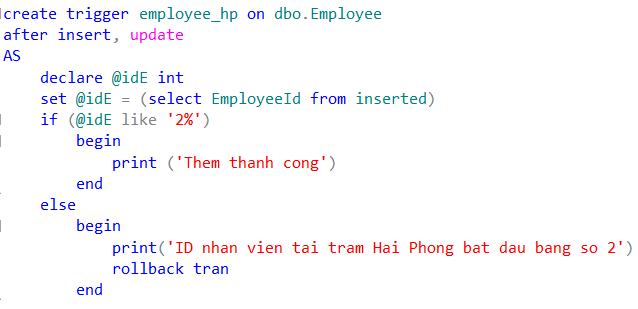 create trigger employee_hp on dbo.Employee
after insert, update
AS
    declare @idE int
    set @idE = (select EmployeeId from inserted)
    if (@idE like '2%')
        begin
            print ('Them thanh cong')
        end
    else
        begin
            print('ID nhan vien tai tram Hai Phong bat dau bang so 2')
            rollback tran
        end